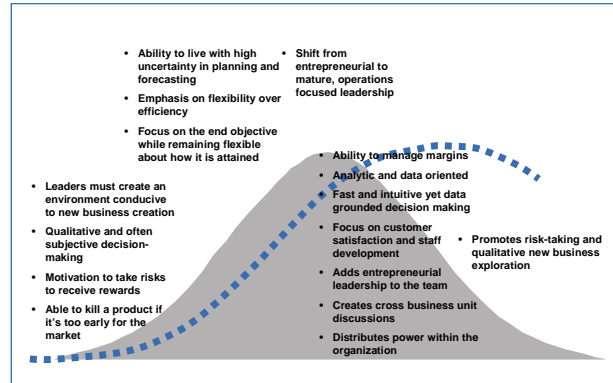 • Ability to live with high
uncertainty in planning and
forecasting
• Emphasis on flexibility over
efficiency
• Focus on the end objective
while remaining flexible
about how it is attained
• Shift from
entrepreneurial to
mature, operations
focused leadership
• Leaders must create an
environment conducive
to new business creation
• Qualitative and often
subjective decision-
making
• Motivation to take risks
to receive rewards
• Able to kill a product if
it's too early for the
market
• Ability to manage margins
• Analytic and data oriented
• Fast and intuitive yet data
grounded decision making
• Focus on customer
satisfaction and staff
development
• Adds entrepreneurial
leadership to the team
• Creates cross business unit
discussions
• Distributes power within the
organization
• Promotes risk-taking and
qualitative new business
exploration